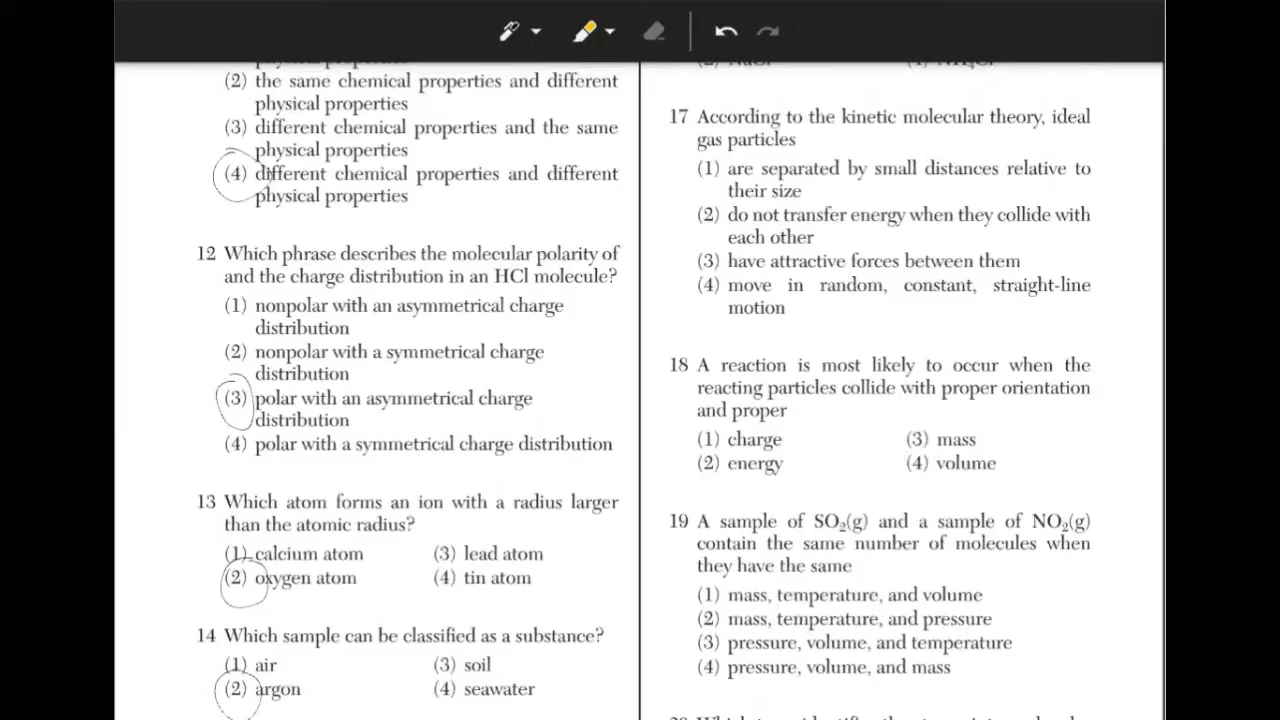 (2) the same chemical properties and different
physical properties
(3) different chemical properties and the same
physical properties
(4) different chemical properties and different
physical properties
12 Which phrase describes the molecular polarity of
and the charge distribution in an HCl molecule?
(1) nonpolar with an asymmetrical charge
distribution
(2) nonpolar with a symmetrical charge
distribution
(3) polar with an asymmetrical charge
distribution
(4) polar with a symmetrical charge distribution
13 Which atom forms an ion with a radius larger
than the atomic radius?
(1) calcium atom (3) lead atom
(2) oxygen atom (4) tin atom
14 Which sample can be classified as a substance?
(1) air (3) soil
(2) argon (4) seawater
17 According to the kinetic molecular theory, ideal
gas particles
(1) are separated by small distances relative to
their size
(2) do not transfer energy when they collide with
each other
(3) have attractive forces between them
(4) move in random, constant, straight-line
motion
18 A reaction is most likely to occur when the
reacting particles collide with proper orientation
and proper
(1) charge (3) mass
(2) energy (4) volume
19 A sample of SO₂(g) and a sample of NO₂(g)
contain the same number of molecules when
they have the same
(1) mass, temperature, and volume
(2) mass, temperature, and pressure
(3) pressure, volume, and temperature
(4) pressure, volume, and mass